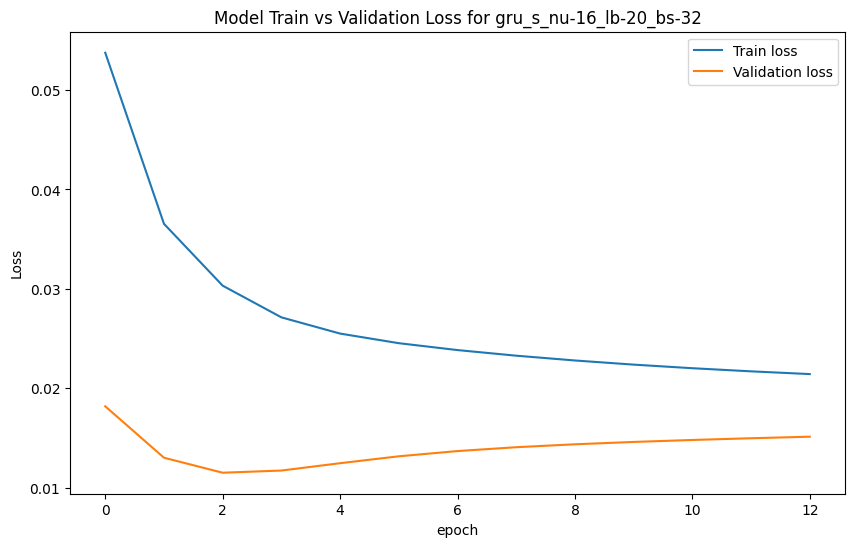 Model Train vs Validation Loss for gru_s_nu-16_lb-20_bs-32
Train loss
Validation loss
0.05
0.04
0.03
0.02
0.01
Loss
0 2 4 6 8 10 12
epoch